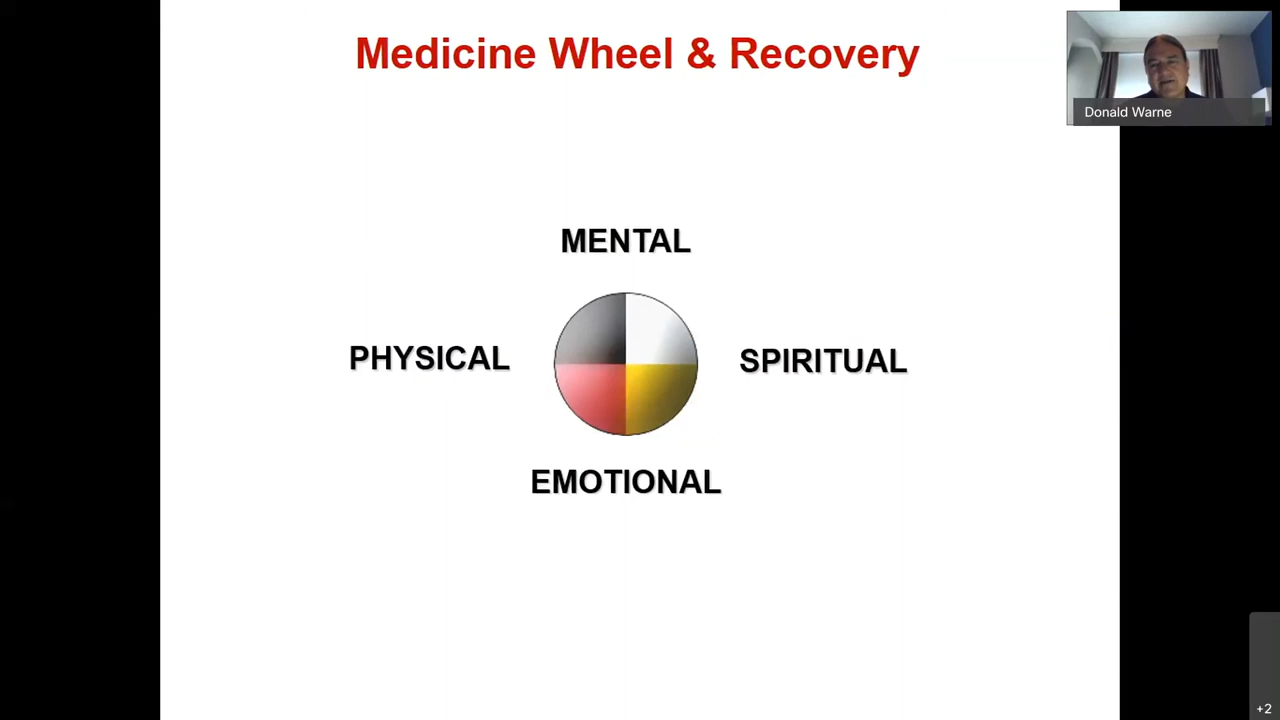 Medicine Wheel & Recovery
Donald Warne
MENTAL
PHYSICAL
SPIRITUAL
EMOTIONAL
+2